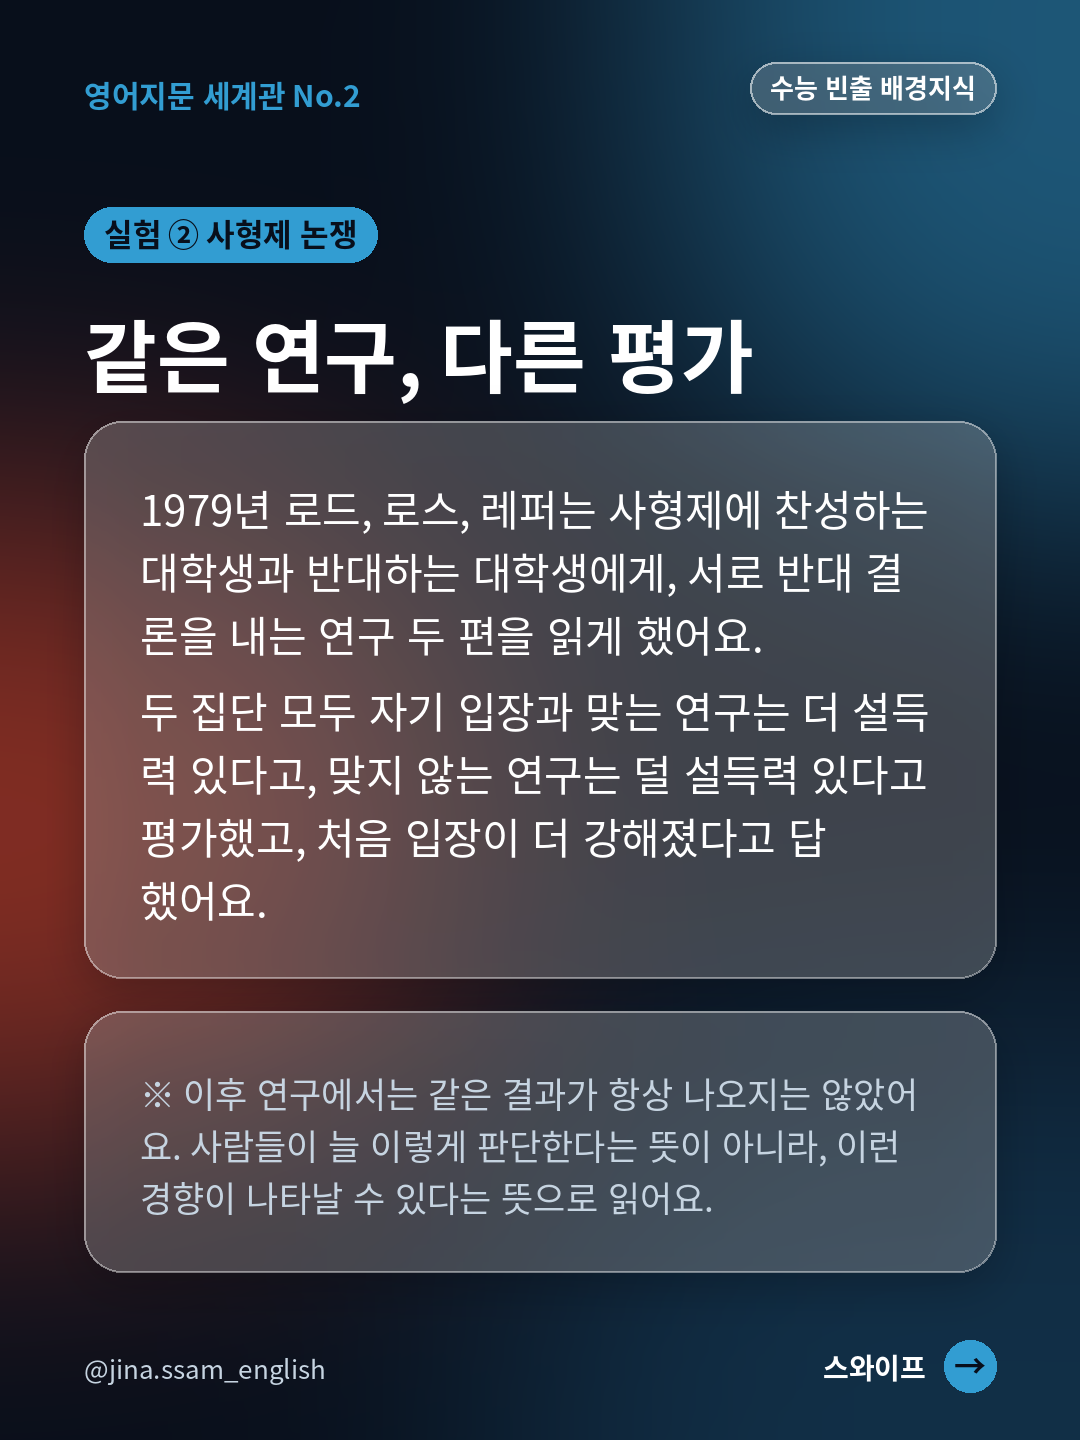 영어지문 세계관 No.2
수능 빈출 배경지식
실험 ② 사형제 논쟁
같은 연구, 다른 평가
1979년 로드, 로스, 레퍼는 사형제에 찬성하는
대학생과 반대하는 대학생에게, 서로 반대 결
론을 내는 연구 두 편을 읽게 했어요.
두 집단 모두 자기 입장과 맞는 연구는 더 설득
력 있다고, 맞지 않는 연구는 덜 설득력 있다고
평가했고, 처음 입장이 더 강해졌다고 답
했어요.
※ 이후 연구에서는 같은 결과가 항상 나오지는 않았어
요. 사람들이 늘 이렇게 판단한다는 뜻이 아니라, 이런
경향이 나타날 수 있다는 뜻으로 읽어요.
@jina.ssam_english
스와이프 →